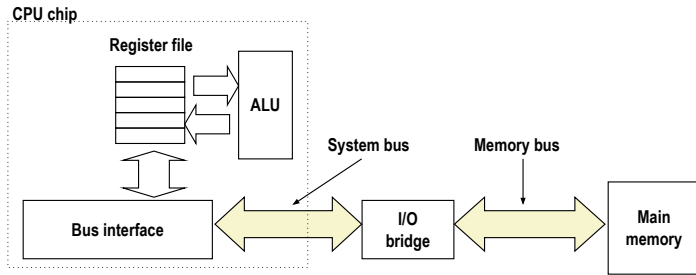 CPU chip
Register file
ALU
System bus
Memory bus
Bus interface
I/O
bridge
Main
memory